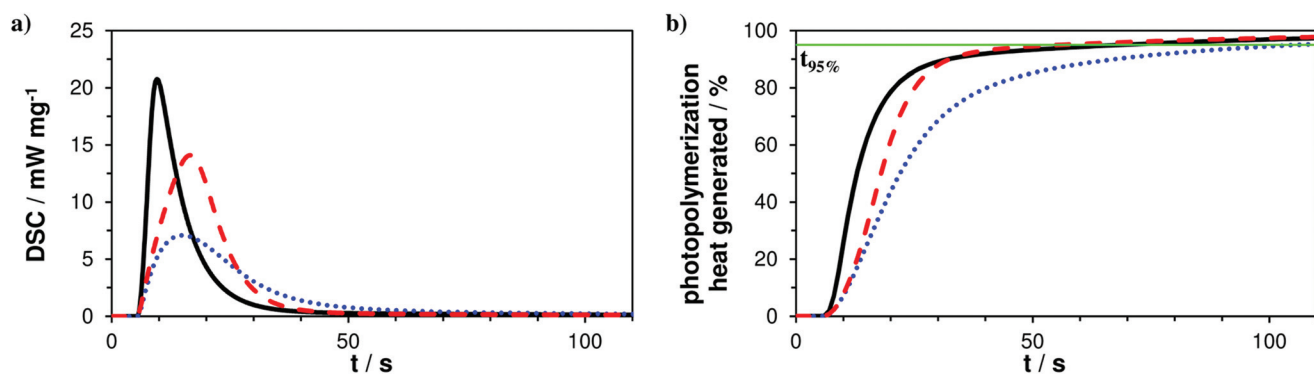 a)
25
20
15
10
5
0
DSC / mW mg⁻¹
0
50
100
t / s
b)
100
80
60
40
20
0
photopolymerization
heat generated / %
t95%
0
50
100
t / s